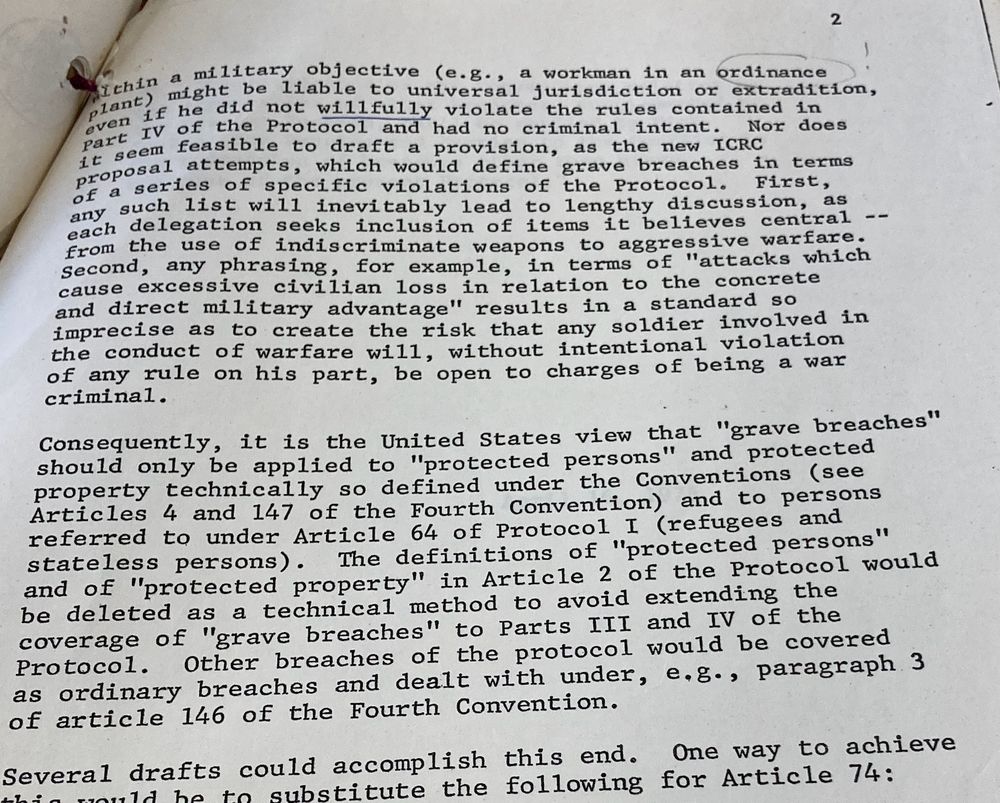 2
within a military objective (e.g., a workman in an ordinance
plant) might be liable to universal jurisdiction or extradition,
even if he did not willfully violate the rules contained in
Part IV of the Protocol and had no criminal intent. Nor does
it seem feasible to draft a provision, as the new ICRC
proposal attempts, which would define grave breaches in terms
of a series of specific violations of the Protocol. First,
any such list will inevitably lead to lengthy discussion, as
each delegation seeks inclusion of items it believes central --
from the use of indiscriminate weapons to aggressive warfare.
Second, any phrasing, for example, in terms of "attacks which
cause excessive civilian loss in relation to the concrete
and direct military advantage" results in a standard so
imprecise as to create the risk that any soldier involved in
the conduct of warfare will, without intentional violation
of any rule on his part, be open to charges of being a war
criminal.
Consequently, it is the United States view that "grave breaches"
should only be applied to "protected persons" and protected
property technically so defined under the Conventions (see
Articles 4 and 147 of the Fourth Convention) and to persons
referred to under Article 64 of Protocol I (refugees and
stateless persons). The definitions of "protected persons"
and of "protected property" in Article 2 of the Protocol would
be deleted as a technical method to avoid extending the
coverage of "grave breaches" to Parts III and IV of the
Protocol. Other breaches of the protocol would be covered
as ordinary breaches and dealt with under, e.g., paragraph 3
of article 146 of the Fourth Convention.
Several drafts could accomplish this end. One way to achieve
this would be to substitute the following for Article 74: